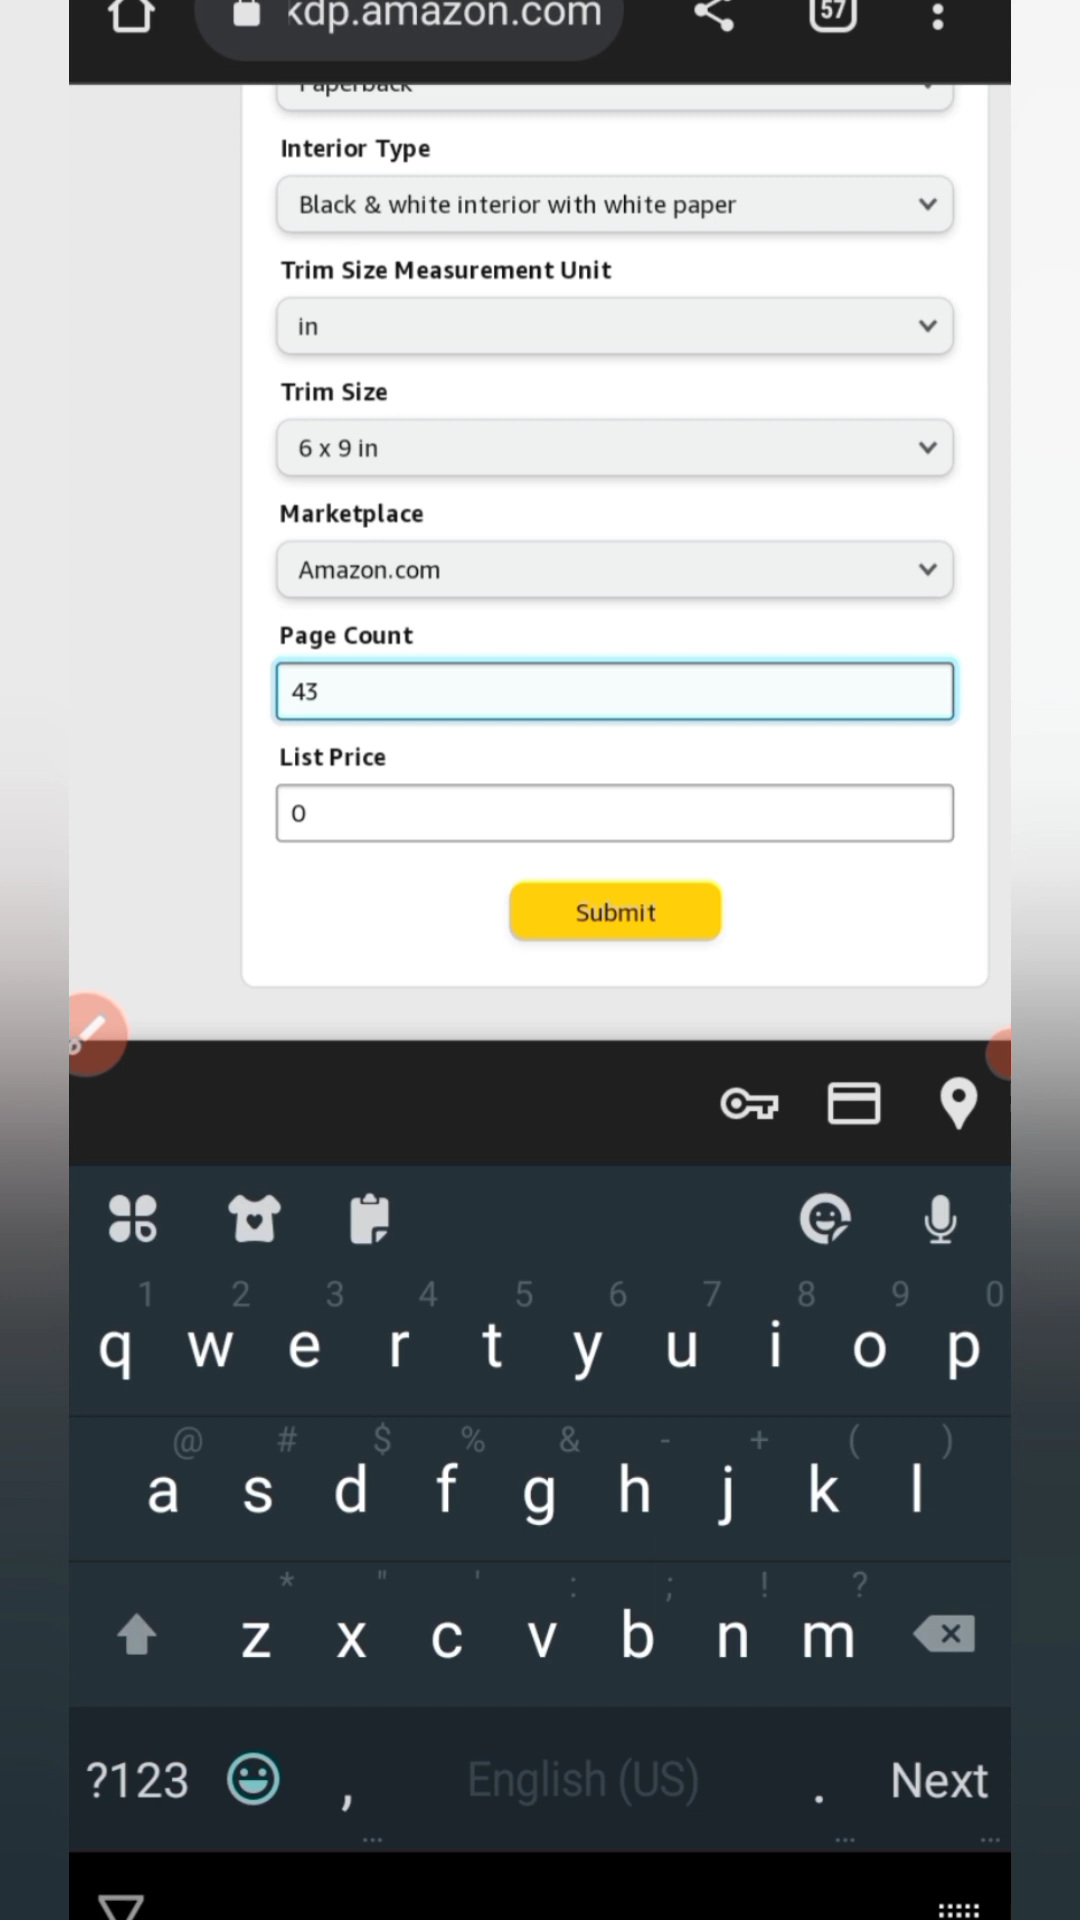 kdp.amazon.com
57
Paperback
Interior Type
Black & white interior with white paper
Trim Size Measurement Unit
in
Trim Size
6 x 9 in
Marketplace
Amazon.com
Page Count
43
List Price
0
Submit
1 2 3 4 5 6 7 8 9 0
q w e r t y u i o p
@ # $ % & - + ( )
a s d f g h j k l
* " ' : ; ! ?
z x c v b n m
?123 , English (US) . Next